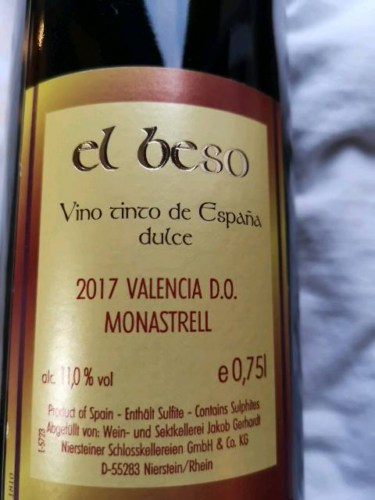 el beso
Vino tinto de España
dulce
2017 VALENCIA D.O.
MONASTRELL
alc. 11,0 % vol e 0,75l
Product of Spain - Enthält Sulfite - Contains Sulphites
Abgefüllt von: Wein- und Sektkellerei Jakob Gerhardt
Niersteiner Schlosskellereien GmbH & Co. KG
D-55283 Nierstein/Rhein